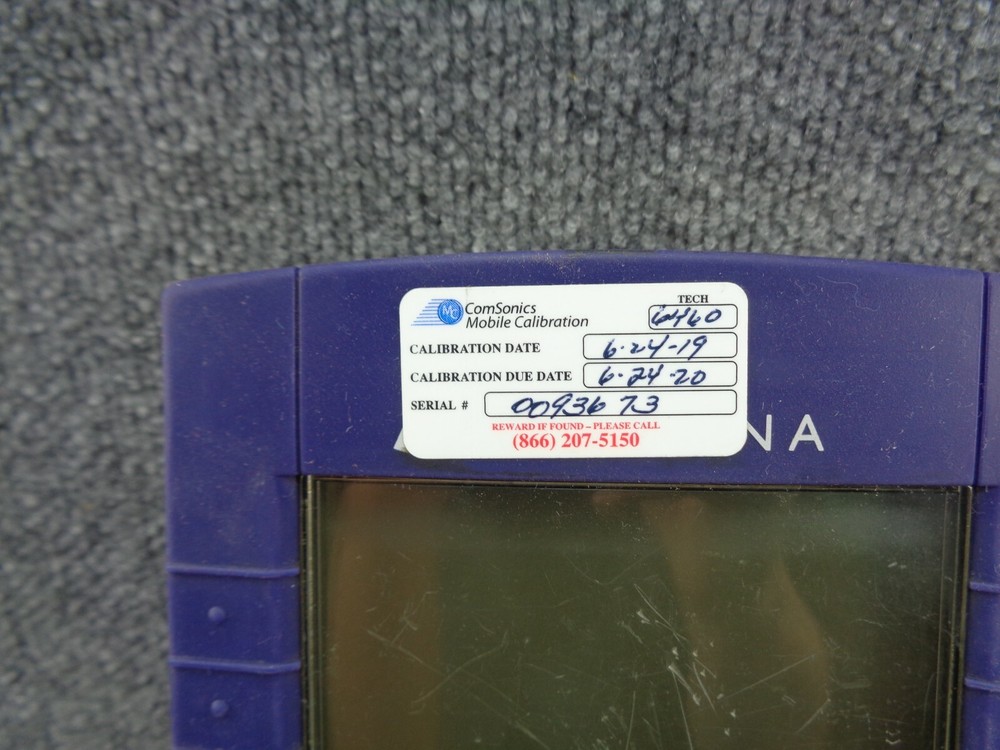 MC ComSonics
Mobile Calibration
TECH
6460
CALIBRATION DATE 6-24-19
CALIBRATION DUE DATE 6-24-20
SERIAL # 0093673
REWARD IF FOUND – PLEASE CALL
(866) 207-5150
NA